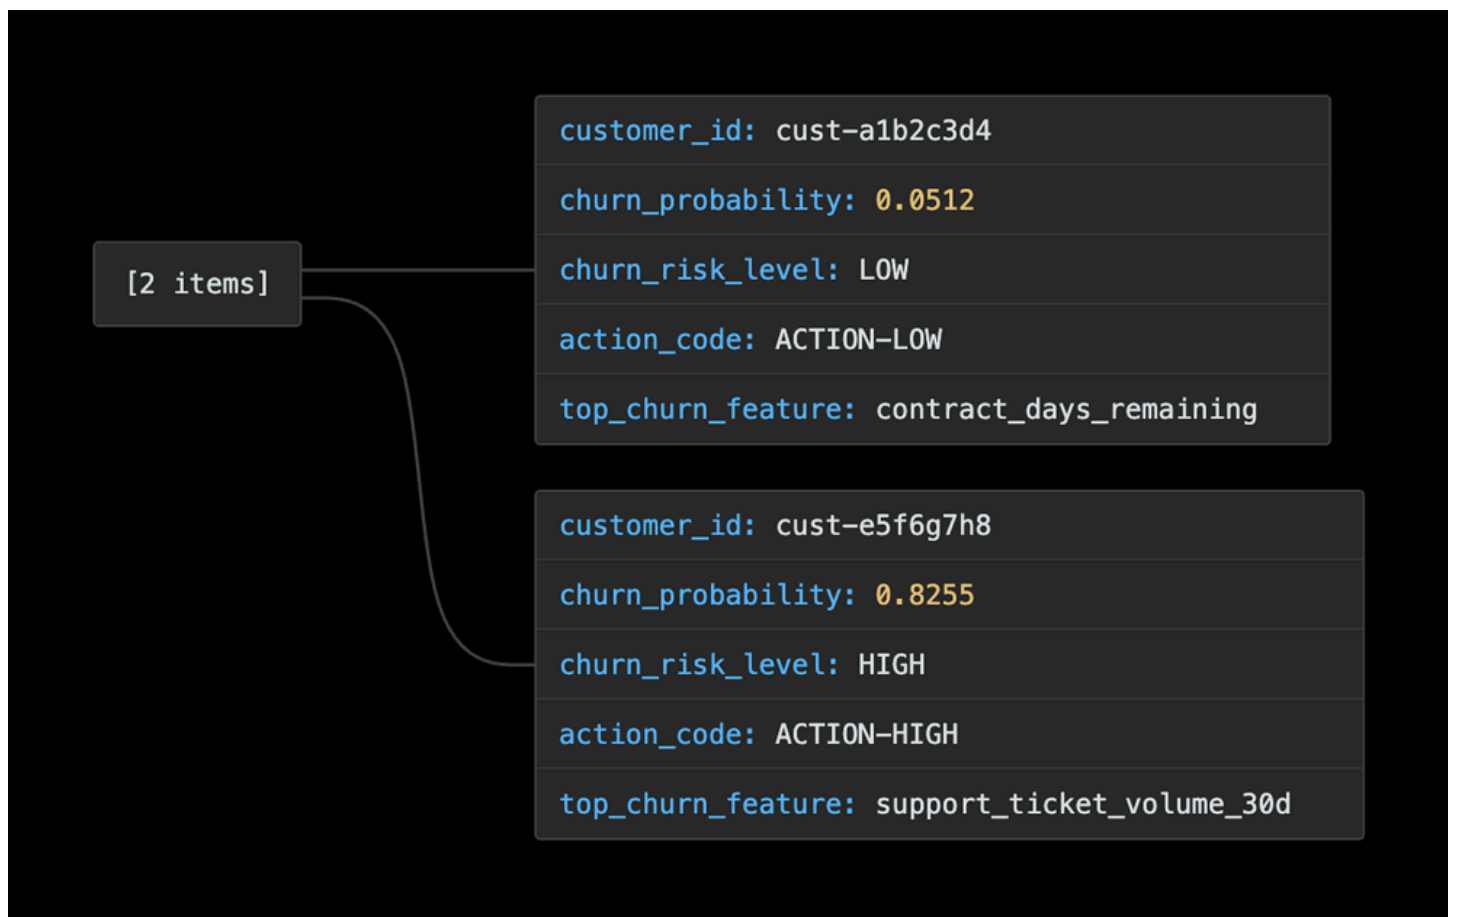 [2 items]
customer_id: cust-a1b2c3d4
churn_probability: 0.0512
churn_risk_level: LOW
action_code: ACTION-LOW
top_churn_feature: contract_days_remaining
customer_id: cust-e5f6g7h8
churn_probability: 0.8255
churn_risk_level: HIGH
action_code: ACTION-HIGH
top_churn_feature: support_ticket_volume_30d